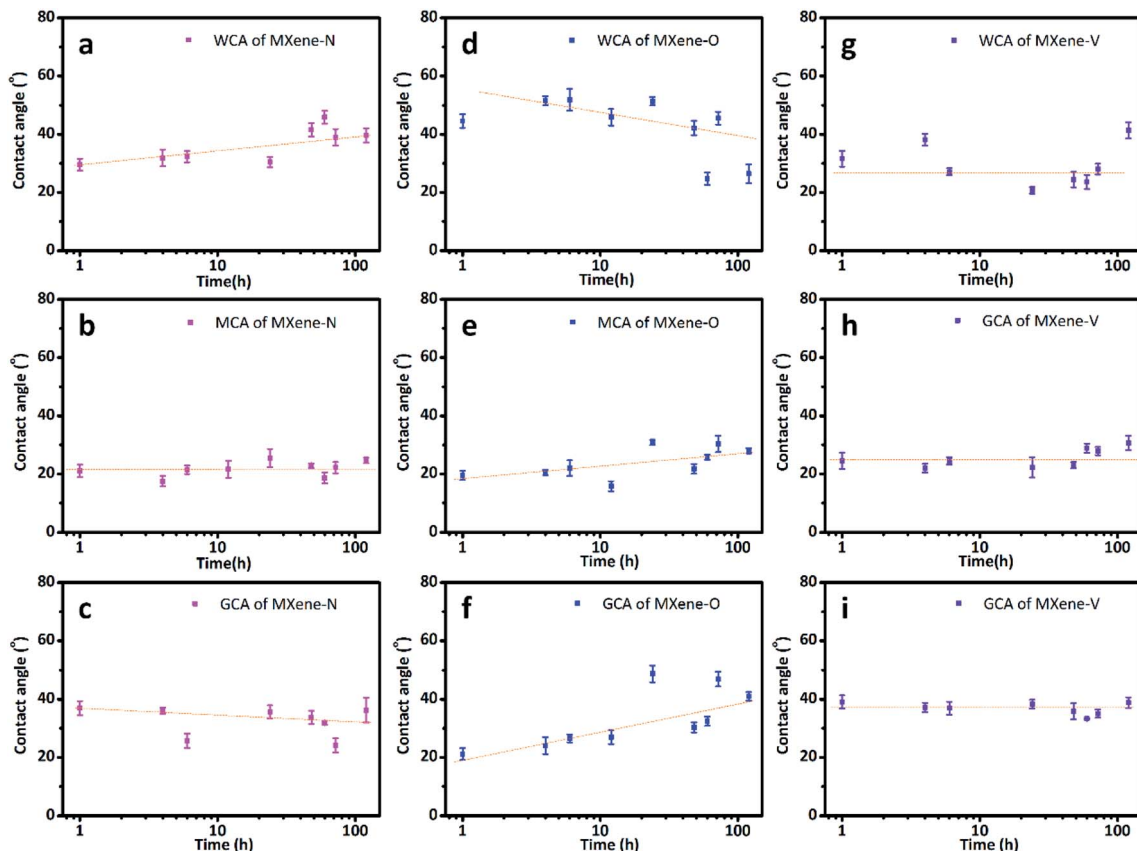 a
WCA of MXene-N
Contact angle (°)
80
60
40
20
0
1
10
100
Time(h)
d
WCA of MXene-O
Contact angle (°)
80
60
40
20
0
1
10
100
Time(h)
g
WCA of MXene-V
Contact angle (°)
80
60
40
20
0
1
10
100
Time(h)
b
MCA of MXene-N
Contact angle (°)
80
60
40
20
0
1
10
100
Time(h)
e
MCA of MXene-O
Contact angle (°)
80
60
40
20
0
1
10
100
Time (h)
h
GCA of MXene-V
Contact angle (°)
80
60
40
20
0
1
10
100
Time(h)
c
GCA of MXene-N
Contact angle (°)
80
60
40
20
0
1
10
100
Time (h)
f
GCA of MXene-O
Contact angle (°)
80
60
40
20
0
1
10
100
Time (h)
i
GCA of MXene-V
Contact angle (°)
80
60
40
20
0
1
10
100
Time (h)